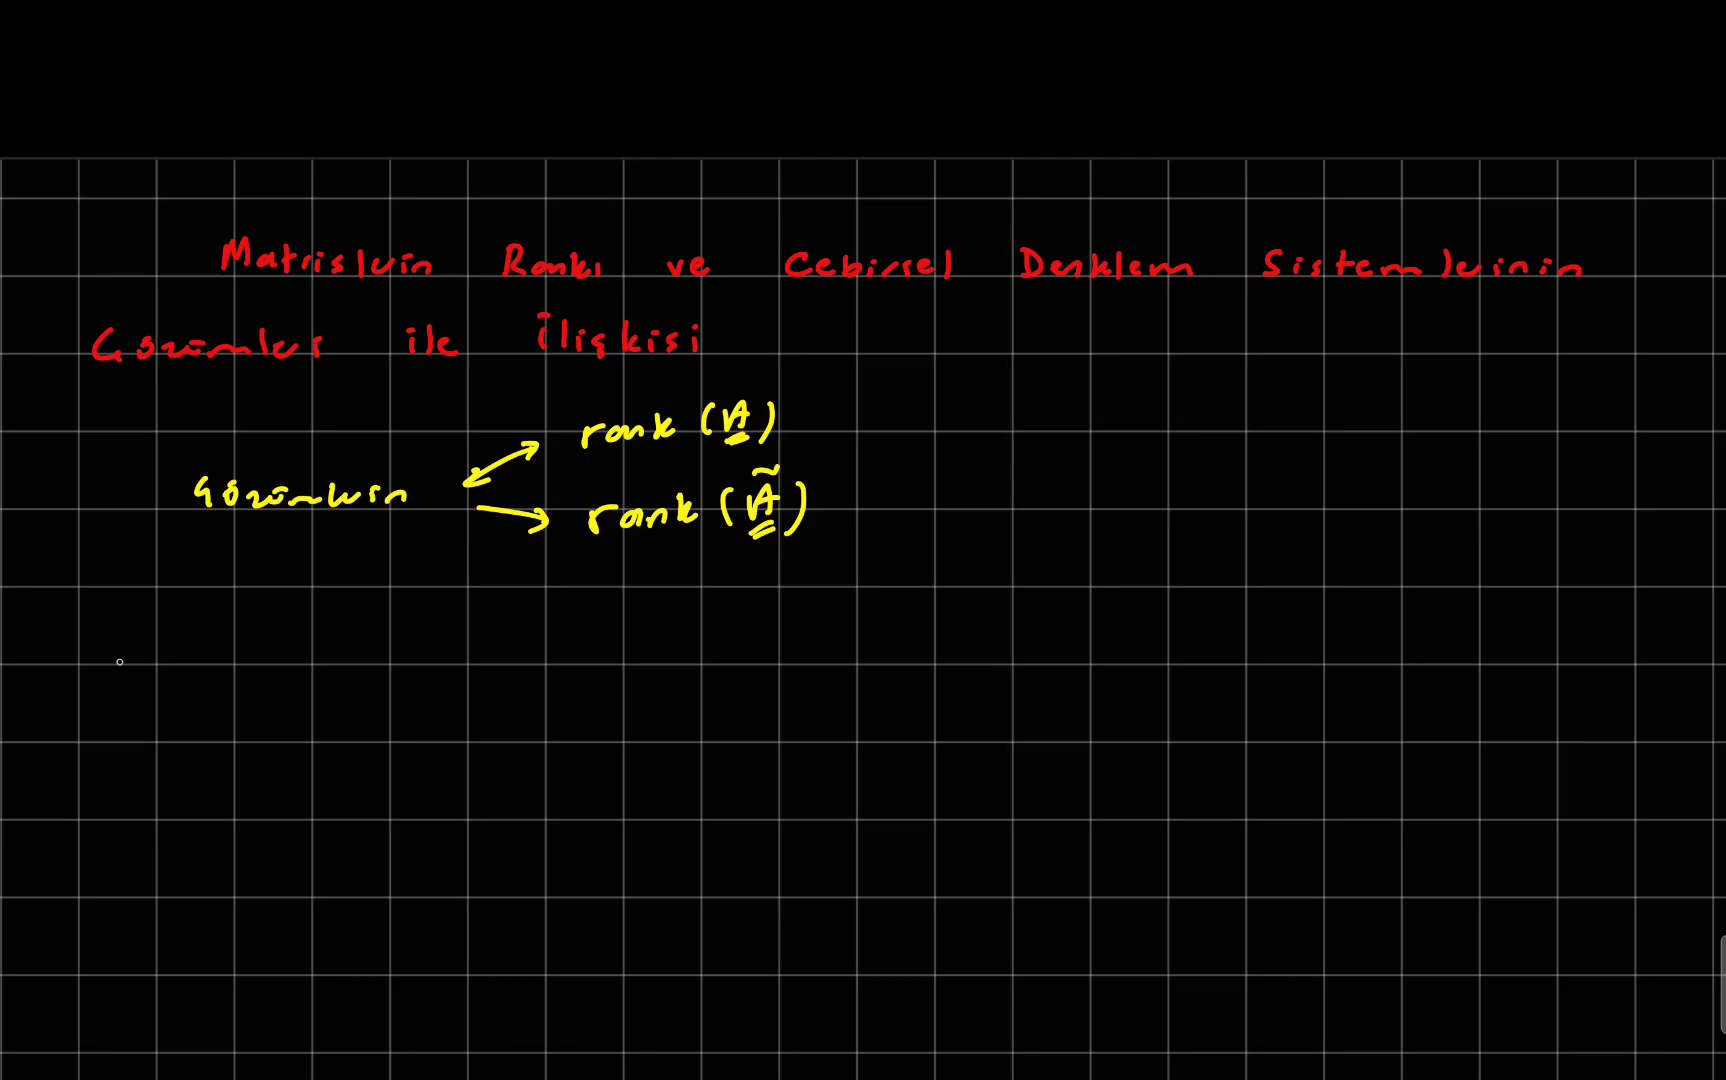 Matrislerin Rankı ve Cebirsel Denklem Sistemlerinin
Çözümler ile İlişkisi
Çözümlerin
rank (A)
rank (Ã)